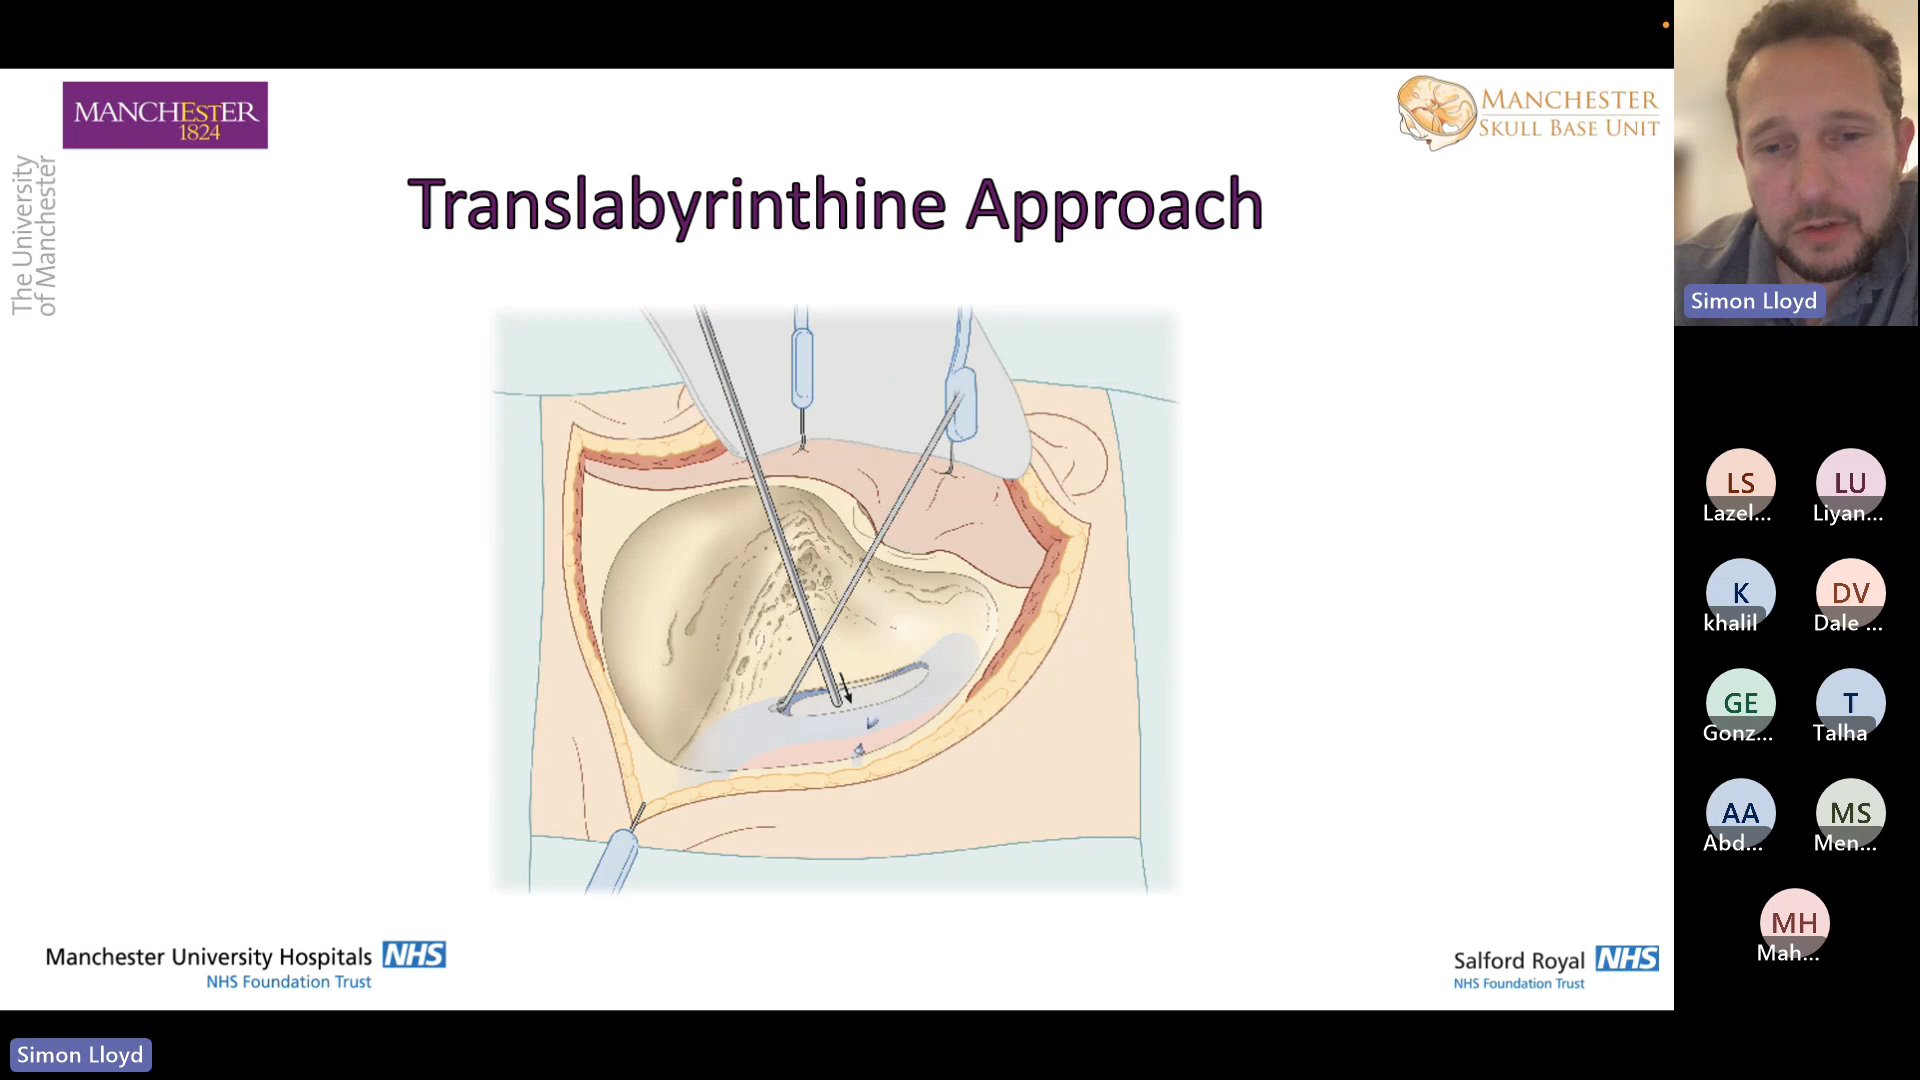 MANCHESTER
1824
The University
of Manchester
MANCHESTER
SKULL BASE UNIT
Translabyrinthine Approach
Manchester University Hospitals NHS
NHS Foundation Trust
Salford Royal NHS
NHS Foundation Trust
Simon Lloyd
Simon Lloyd
LS
Lazel...
LU
Liyan...
K
khalil
DV
Dale ...
GE
Gonz...
T
Talha
AA
Abd...
MS
Men...
MH
Mah...